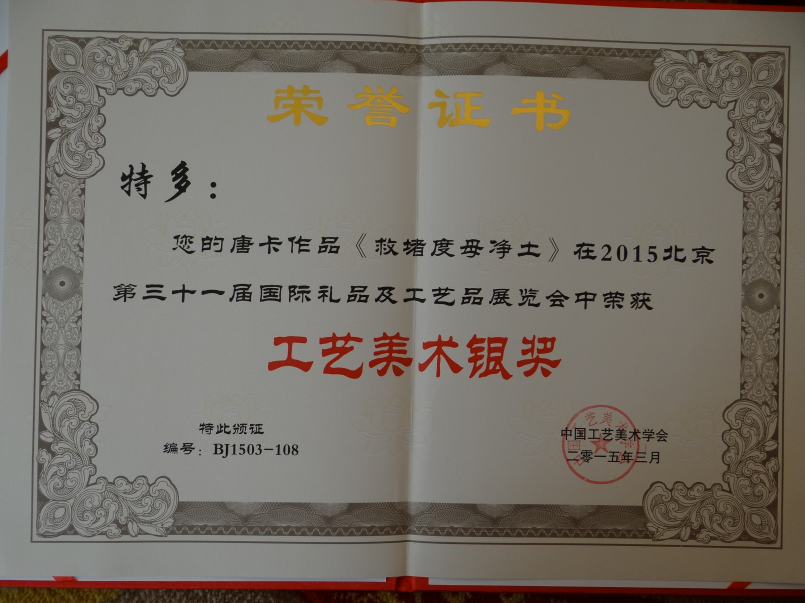 荣誉证书
特多：
您的唐卡作品《救堵度母净土》在2015北京
第三十一届国际礼品及工艺品展览会中荣获
工艺美术银奖
特此颁证
编号：BJ1503-108
中国工艺美术学会
二零一五年三月